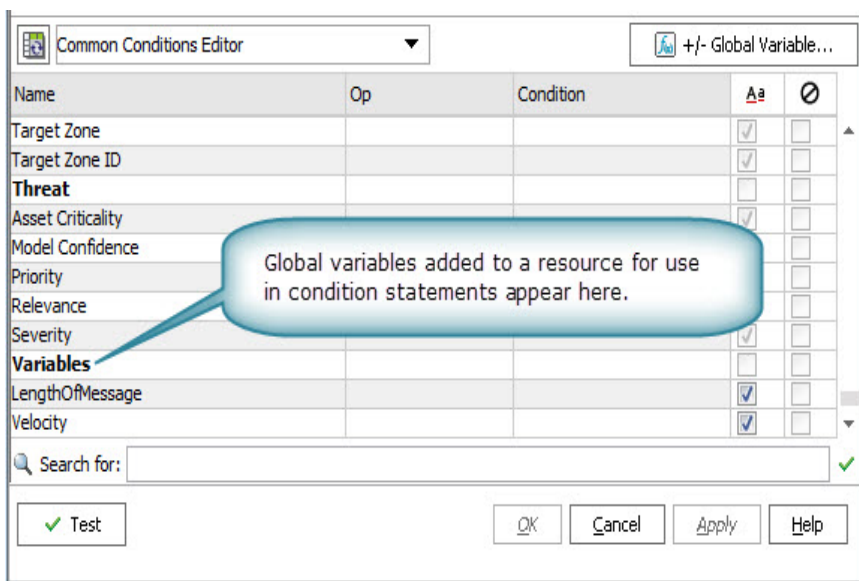 Common Conditions Editor
+/- Global Variable...
Name Op Condition Aa
Target Zone
Target Zone ID
Threat
Asset Criticality
Model Confidence
Priority
Relevance
Severity
Variables
LengthOfMessage
Velocity
Global variables added to a resource for use
in condition statements appear here.
Search for:
Test OK Cancel Apply Help